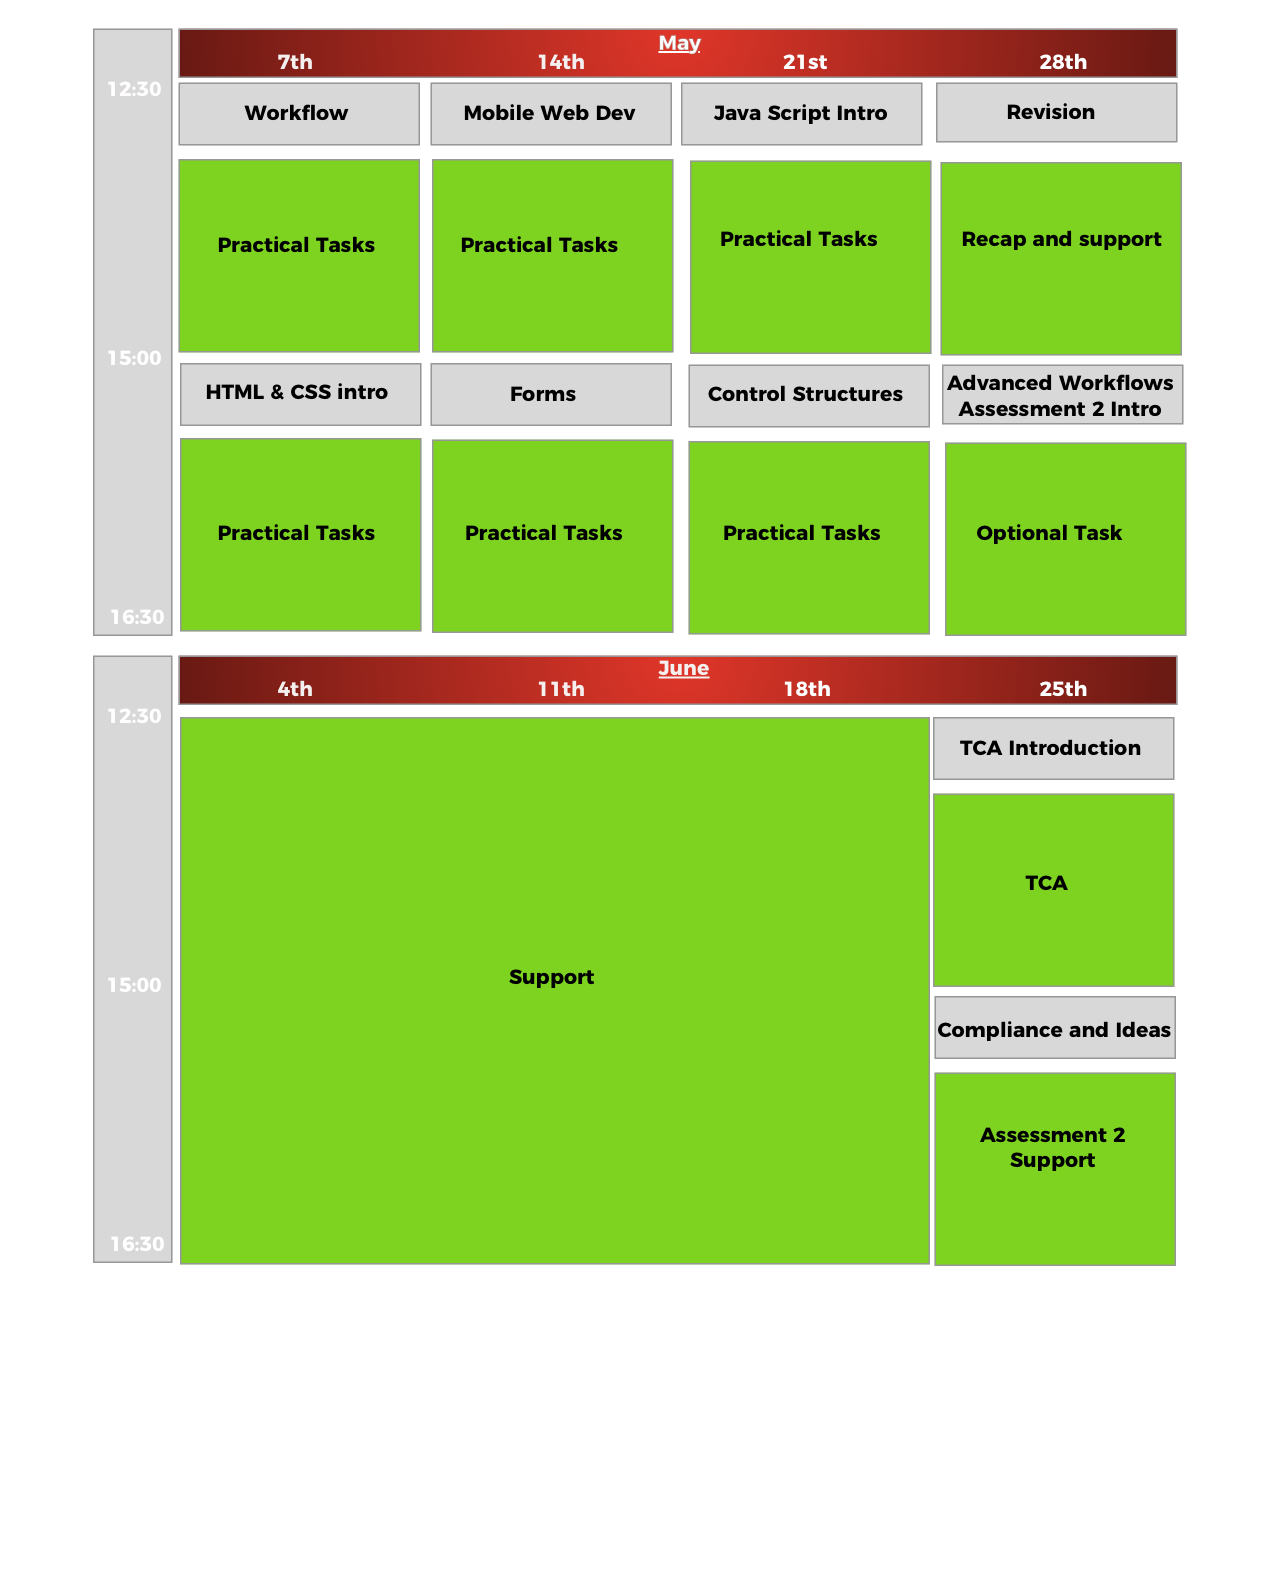 May
7th 14th 21st 28th
12:30
Workflow Mobile Web Dev Java Script Intro Revision
Practical Tasks Practical Tasks Practical Tasks Recap and support
15:00
HTML & CSS intro Forms Control Structures Advanced Workflows
Assessment 2 Intro
Practical Tasks Practical Tasks Practical Tasks Optional Task
16:30
June
4th 11th 18th 25th
12:30
TCA Introduction
TCA
Support
15:00
Compliance and Ideas
Assessment 2
Support
16:30